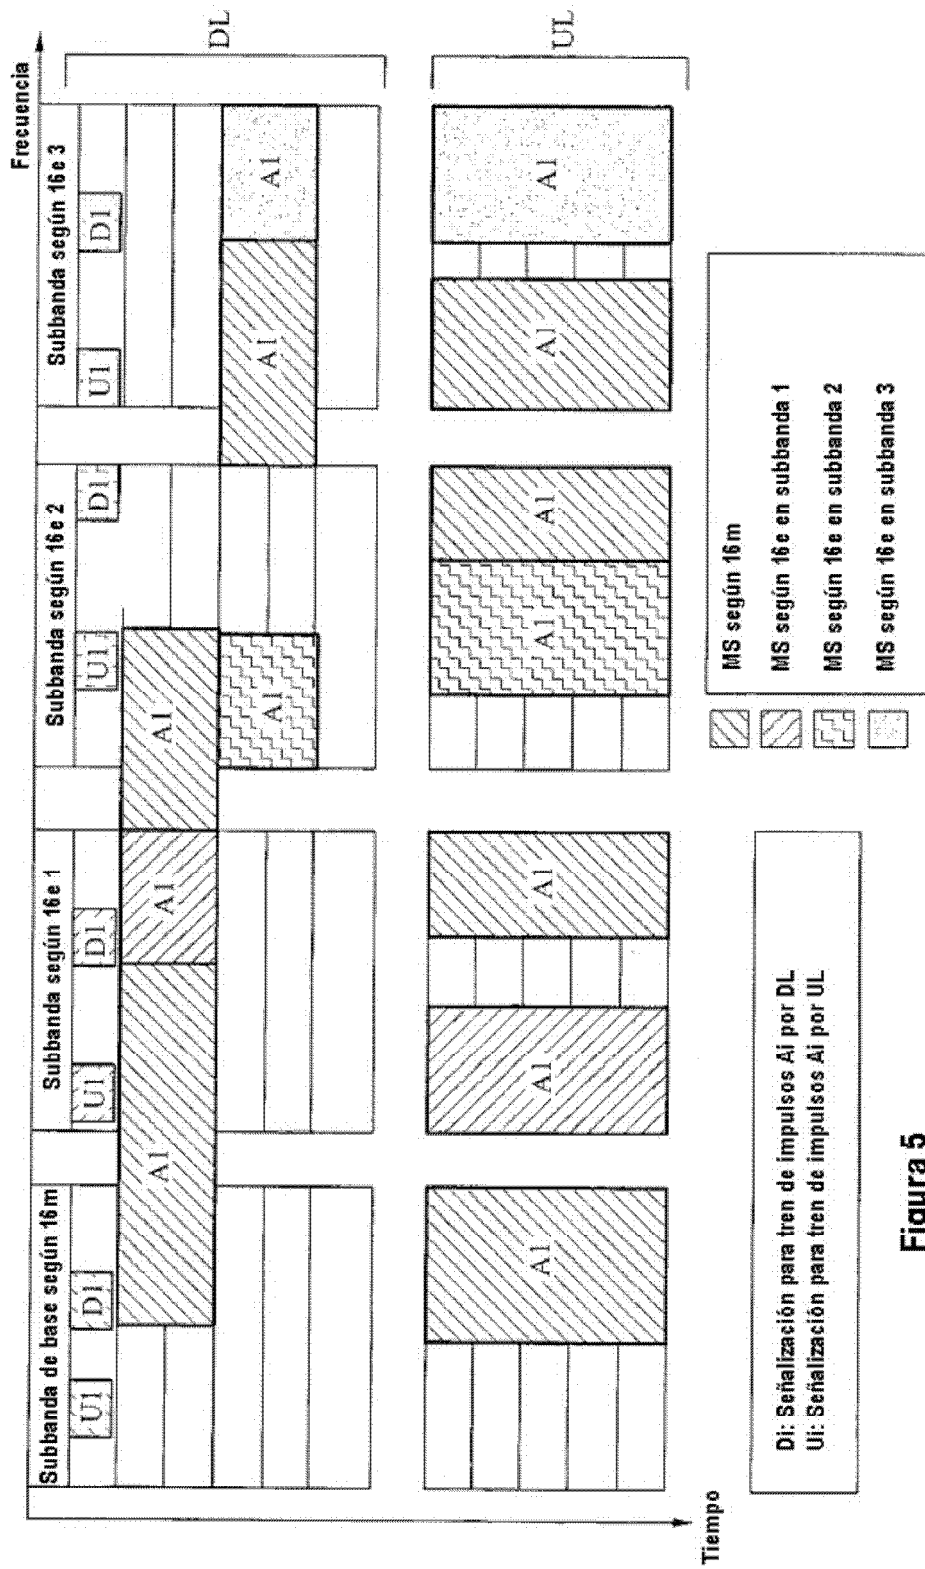 Frecuencia
Subbanda de base según 16m
Subbanda según 16e 1
Subbanda según 16e 2
Subbanda según 16e 3
U1
D1
U1
D1
U1
D1
U1
D1
DL
A1
A1
A1
A1
A1
A1
UL
A1
A1
A1
A1
A1
A1
A1
Tiempo
Di: Señalización para tren de impulsos Ai por DL
Ui: Señalización para tren de impulsos Ai por UL
MS según 16m
MS según 16e en subbanda 1
MS según 16e en subbanda 2
MS según 16e en subbanda 3
Figura 5